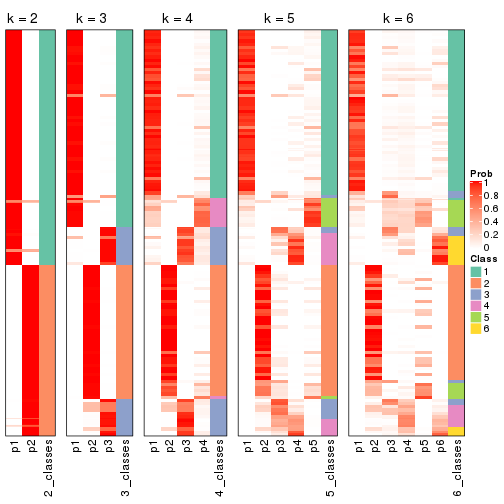 k = 2
k = 3
k = 4
k = 5
k = 6
Prob
1
0.8
0.6
0.4
0.2
0
Class
1
2
3
4
5
6
p1
p2
2_classes
p1
p2
p3
3_classes
p1
p2
p3
p4
4_classes
p1
p2
p3
p4
p5
5_classes
p1
p2
p3
p4
p5
p6
6_classes